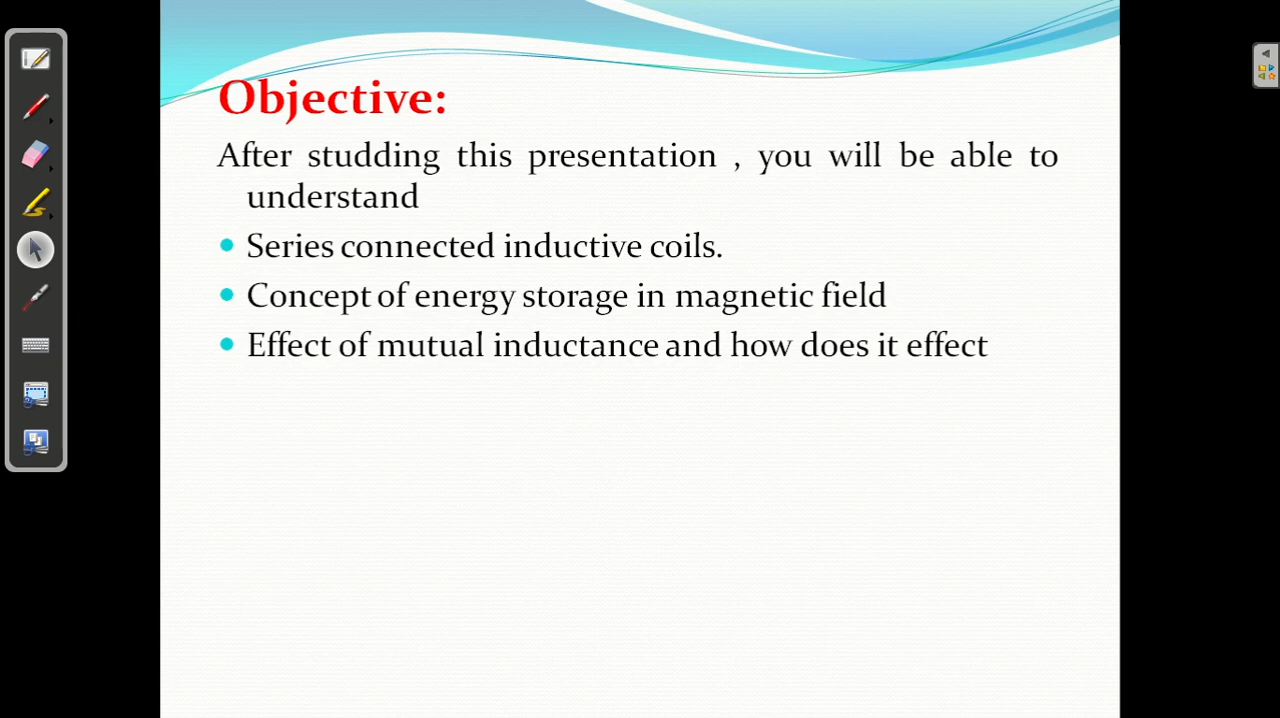 Objective:
After studding this presentation , you will be able to
understand
Series connected inductive coils.
Concept of energy storage in magnetic field
Effect of mutual inductance and how does it effect